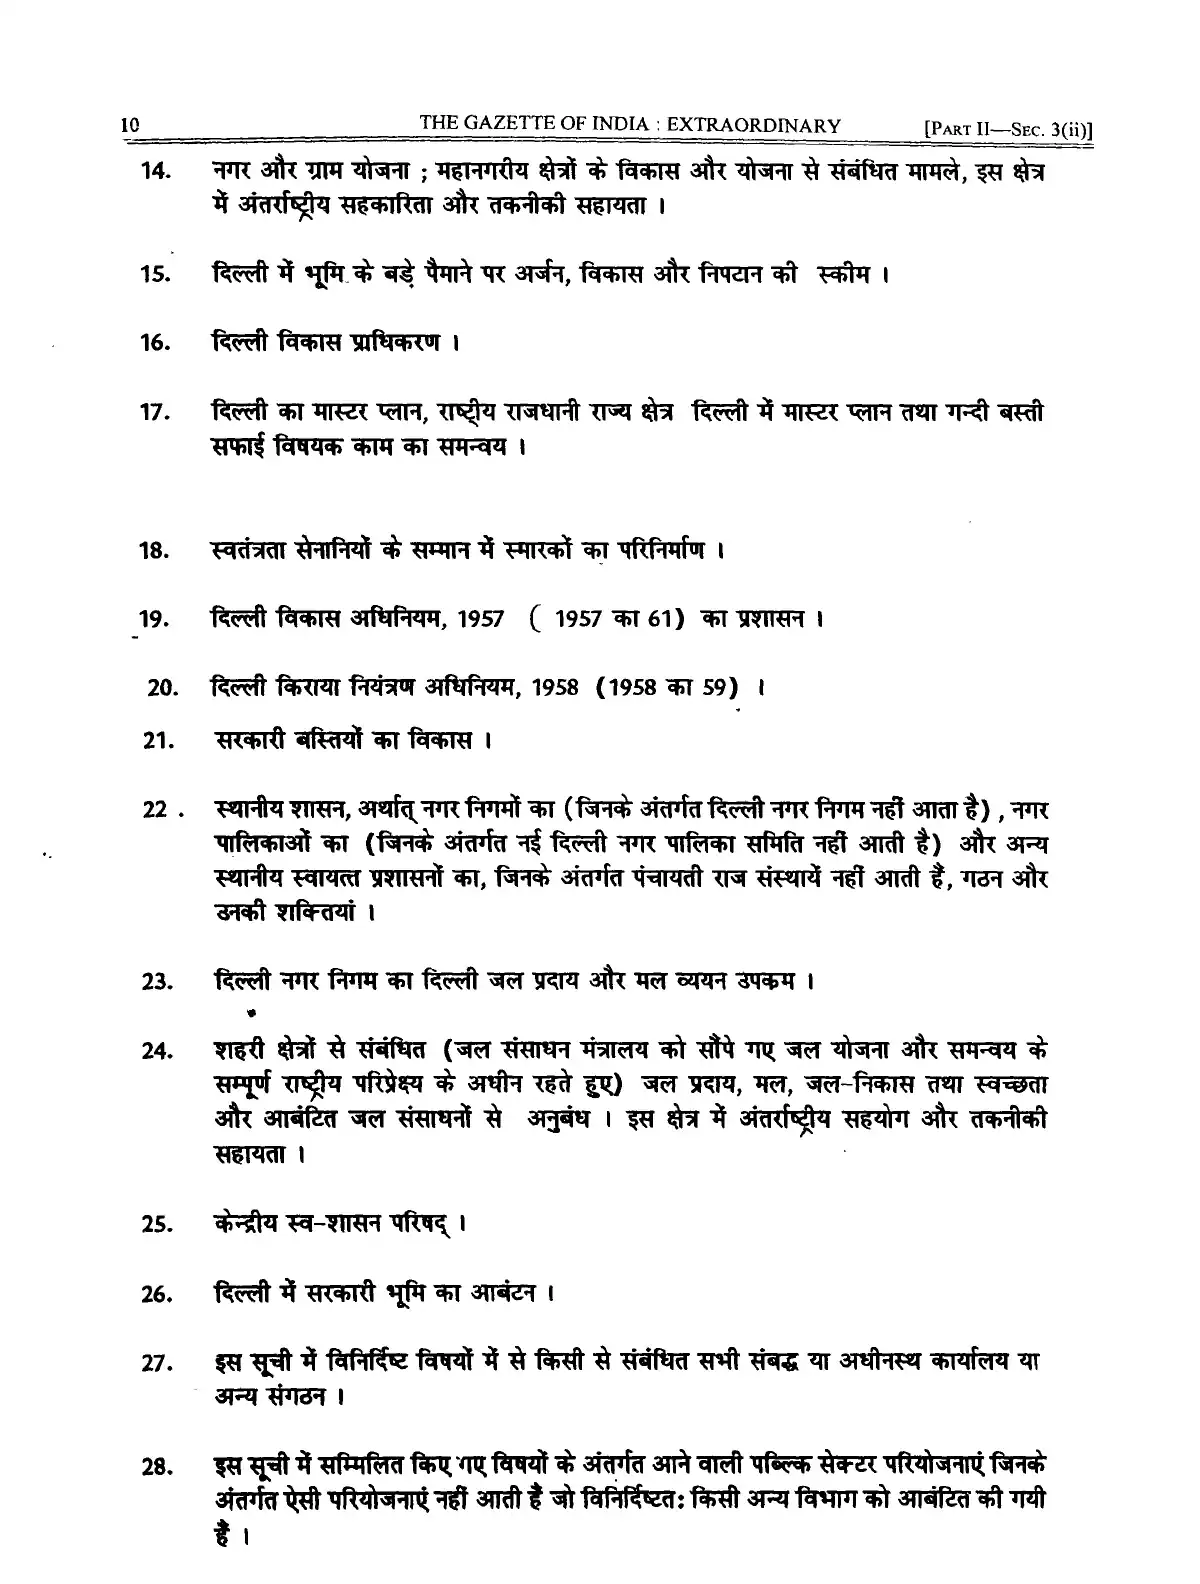 10 THE GAZETTE OF INDIA : EXTRAORDINARY [PART II—SEC. 3(ii)]
14. नगर और ग्राम योजना ; महानगरीय क्षेत्रों के विकास और योजना से संबंधित मामले, इस क्षेत्र
में अंतर्राष्ट्रीय सहकारिता और तकनीकी सहायता ।
15. दिल्ली में भूमि के बड़े पैमाने पर अर्जन, विकास और निपटान की स्कीम ।
16. दिल्ली विकास प्राधिकरण ।
17. दिल्ली का मास्टर प्लान, राष्ट्रीय राजधानी राज्य क्षेत्र दिल्ली में मास्टर प्लान तथा गन्दी बस्ती
सफाई विषयक काम का समन्वय ।
18. स्वतंत्रता सेनानियों के सम्मान में स्मारकों का परिनिर्माण ।
19. दिल्ली विकास अधिनियम, 1957 ( 1957 का 61) का प्रशासन ।
20. दिल्ली किराया नियंत्रण अधिनियम, 1958 (1958 का 59) ।
21. सरकारी बस्तियों का विकास ।
22 . स्थानीय शासन, अर्थात् नगर निगमों का (जिनके अंतर्गत दिल्ली नगर निगम नहीं आता है) , नगर
पालिकाओं का (जिनके अंतर्गत नई दिल्ली नगर पालिका समिति नहीं आती है) और अन्य
स्थानीय स्वायत्त प्रशासनों का, जिनके अंतर्गत पंचायती राज संस्थायें नहीं आती हैं, गठन और
उनकी शक्तियां ।
23. दिल्ली नगर निगम का दिल्ली जल प्रदाय और मल व्ययन उपकम ।
24. शहरी क्षेत्रों से संबंधित (जल संसाधन मंत्रालय को सौंपे गए जल योजना और समन्वय के
सम्पूर्ण राष्ट्रीय परिप्रेक्ष्य के अधीन रहते हुए) जल प्रदाय, मल, जल-निकास तथा स्वच्छता
और आबंटित जल संसाधनों से अनुबंध । इस क्षेत्र में अंतर्राष्ट्रीय सहयोग और तकनीकी
सहायता ।
25. केन्द्रीय स्व-शासन परिषद् ।
26. दिल्ली में सरकारी भूमि का आबंटन ।
27. इस सूची में विनिर्दिष्ट विषयों में से किसी से संबंधित सभी संबद्ध या अधीनस्थ कार्यालय या
अन्य संगठन ।
28. इस सूची में सम्मिलित किए गए विषयों के अंतर्गत आने वाली पब्लिक सेक्टर परियोजनाएं जिनके
अंतर्गत ऐसी परियोजनाएं नहीं आती हैं जो विनिर्दिष्टत: किसी अन्य विभाग को आबंटित की गयी
हैं ।